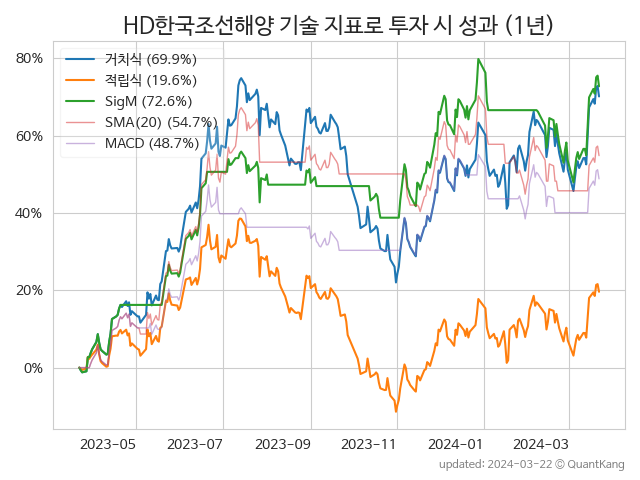 HD한국조선해양 기술 지표로 투자 시 성과 (1년)
80%
60%
40%
20%
0%
거치식 (69.9%)
적립식 (19.6%)
SigM (72.6%)
SMA(20) (54.7%)
MACD (48.7%)
2023-05 2023-07 2023-09 2023-11 2024-01 2024-03
updated: 2024-03-22 © QuantKang